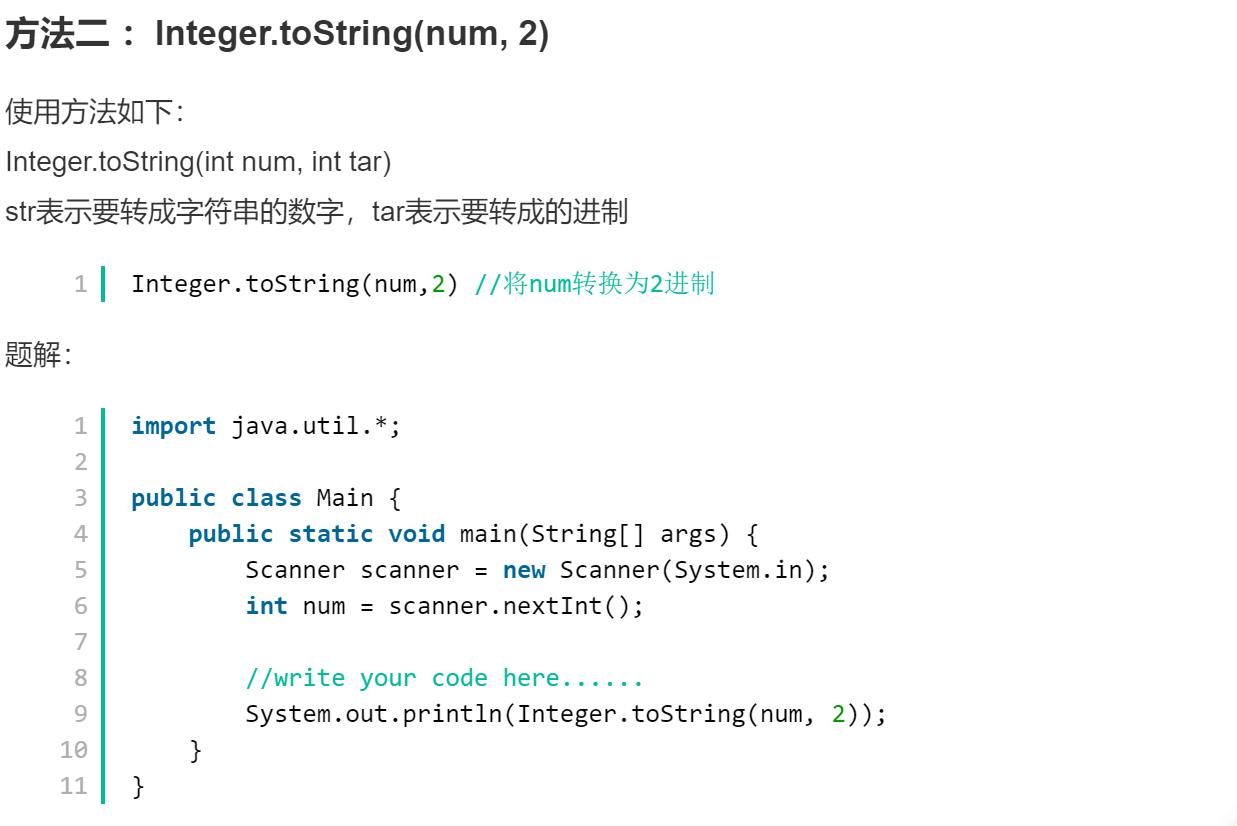 方法二 ：Integer.toString(num, 2)
使用方法如下：
Integer.toString(int num, int tar)
str表示要转成字符串的数字，tar表示要转成的进制
1 Integer.toString(num,2) //将num转换为2进制
题解：
1 import java.util.*;
2
3 public class Main {
4     public static void main(String[] args) {
5         Scanner scanner = new Scanner(System.in);
6         int num = scanner.nextInt();
7
8         //write your code here......
9         System.out.println(Integer.toString(num, 2));
10     }
11 }